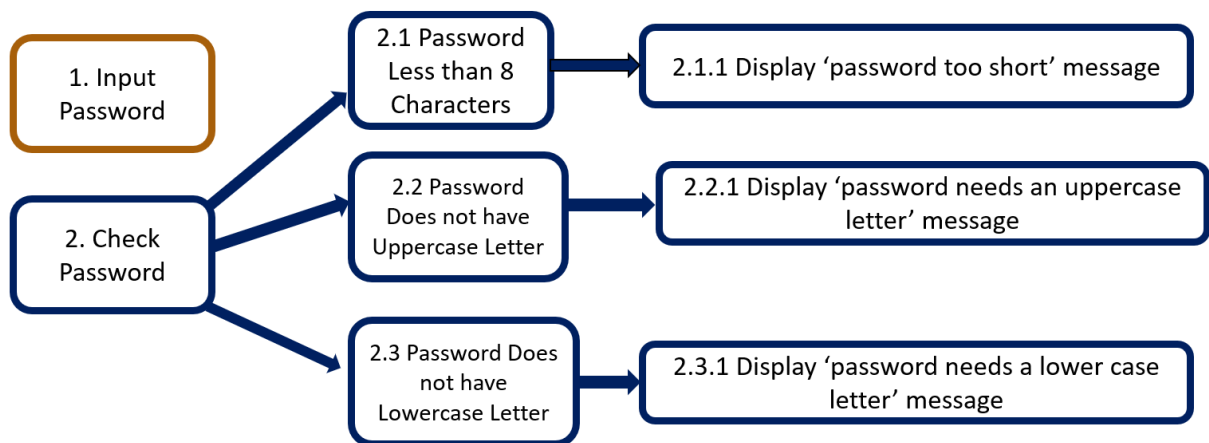 1. Input
Password
2.1 Password
Less than 8
Characters
2.1.1 Display ‘password too short’ message
2. Check
Password
2.2 Password
Does not have
Uppercase Letter
2.2.1 Display ‘password needs an uppercase
letter’ message
2.3 Password Does
not have
Lowercase Letter
2.3.1 Display ‘password needs a lower case
letter’ message